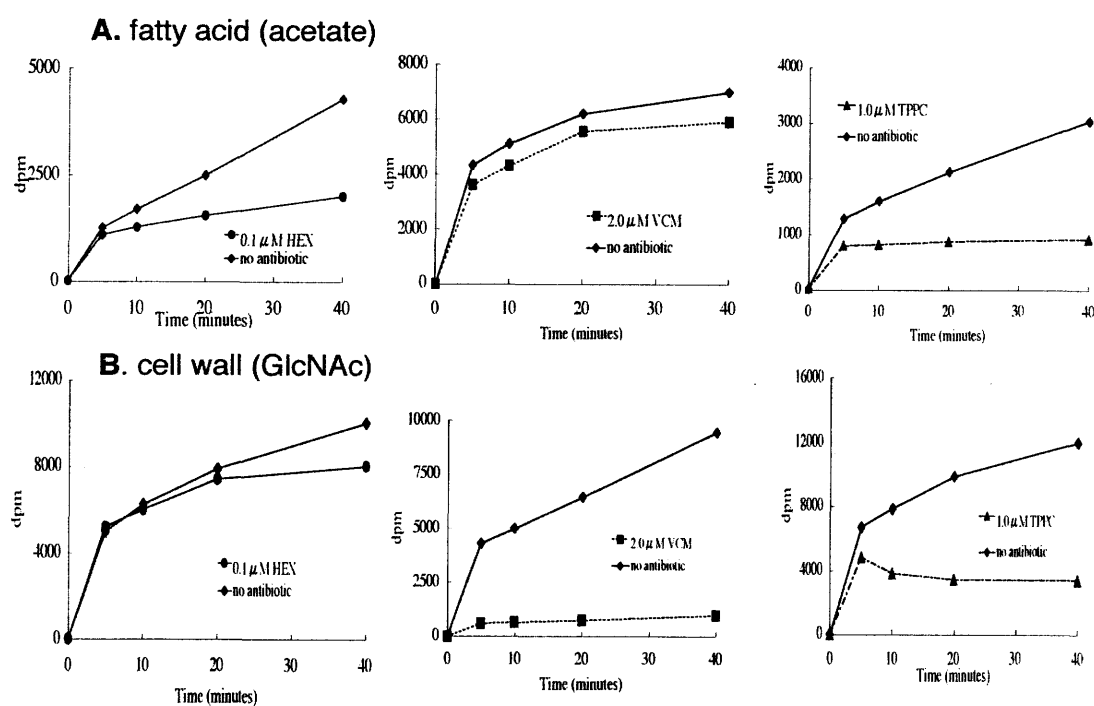 A. fatty acid (acetate)
5000
2500
0
dpm
0.1 μM HEX
no antibiotic
0 10 20 30 40
Time (minutes)
8000
6000
4000
2000
0
dpm
2.0 μM VCM
no antibiotic
0 10 20 30 40
Time (minutes)
4000
3000
2000
1000
0
dpm
1.0 μM TPPC
no antibiotic
0 10 20 30 40
Time (minutes)
B. cell wall (GlcNAc)
12000
8000
4000
0
dpm
0.1 μM HEX
no antibiotic
0 10 20 30 40
Time (minutes)
10000
7500
5000
2500
0
dpm
2.0 μM VCM
no antibiotic
0 10 20 30 40
Time (minutes)
16000
12000
8000
4000
0
dpm
1.0 μM TPPC
no antibiotic
0 10 20 30 40
Time (minutes)